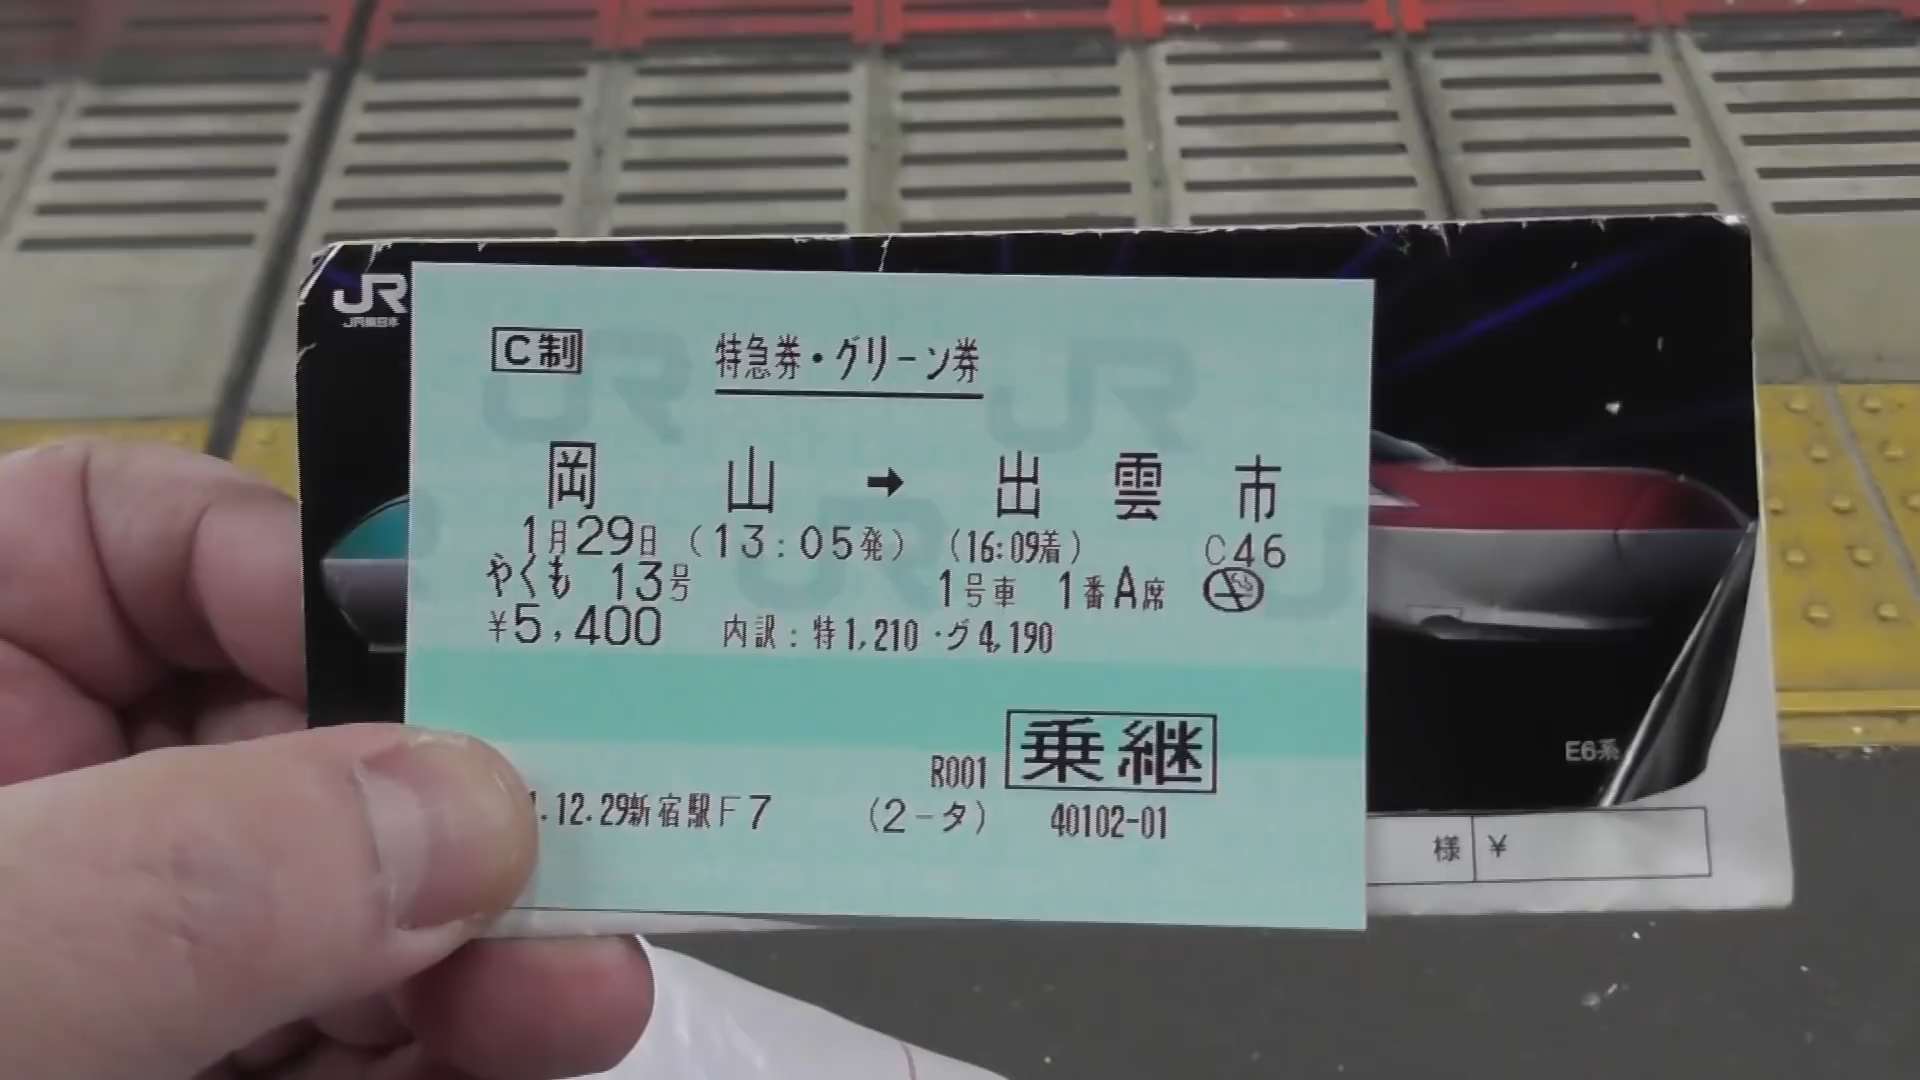 JR
JR東日本
C制
特急券・グリーン券
岡 山 → 出 雲 市
1月29日 (13:05発) (16:09着) C46
やくも 13号 1号車 1番A席
¥5,400 内訳:特1,210・グ4,190
乗継
R001
.12.29新宿駅F7 (2-タ) 40102-01
E6系
様 ¥